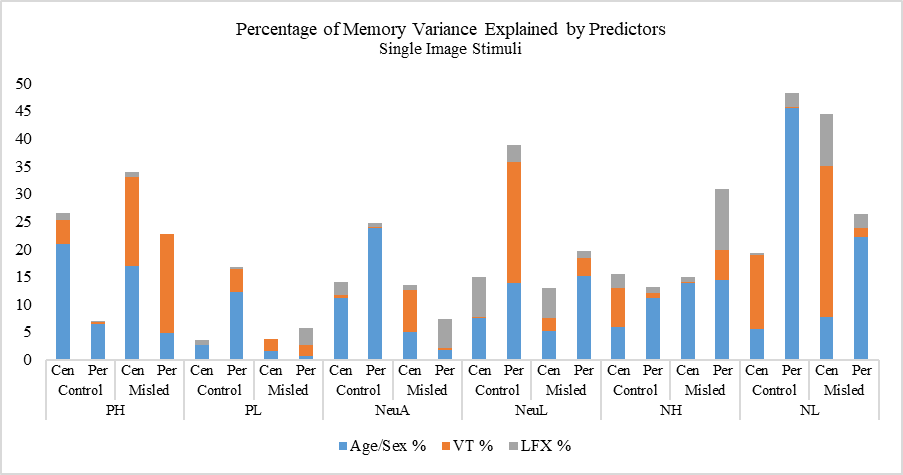 Percentage of Memory Variance Explained by Predictors
Single Image Stimuli
50
45
40
35
30
25
20
15
10
5
0
Cen Per Cen Per Cen Per Cen Per Cen Per Cen Per Cen Per Cen Per Cen Per Cen Per Cen Per Cen Per
Control Misled Control Misled Control Misled Control Misled Control Misled Control Misled
PH PL NeuA NeuL NH NL
Age/Sex % VT % LFX %